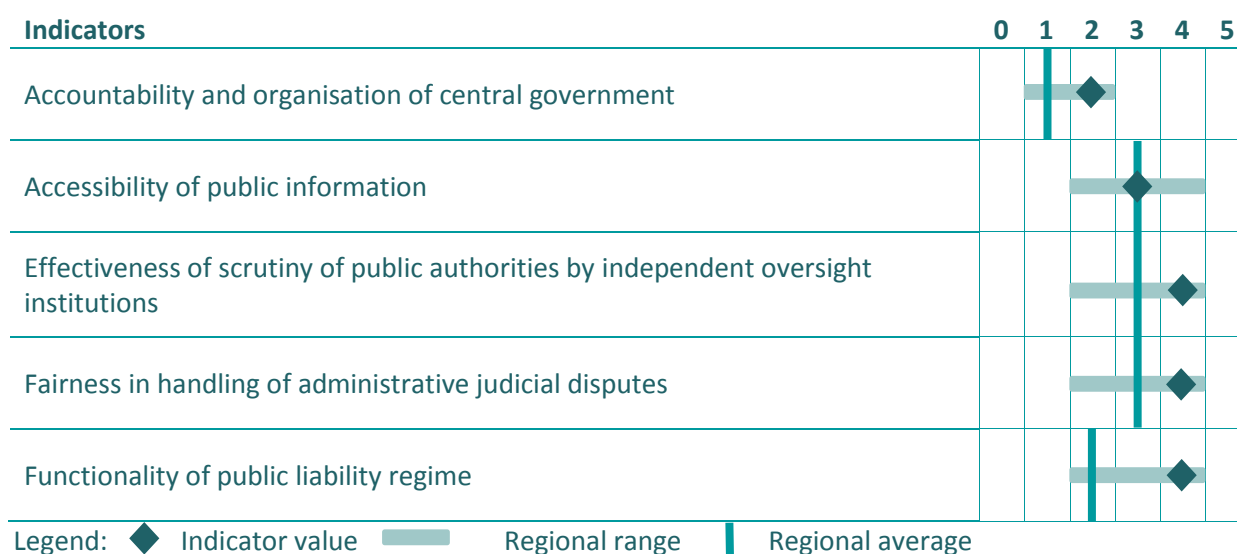 Indicators 0 1 2 3 4 5
Accountability and organisation of central government
Accessibility of public information
Effectiveness of scrutiny of public authorities by independent oversight
institutions
Fairness in handling of administrative judicial disputes
Functionality of public liability regime
Legend: Indicator value Regional range Regional average